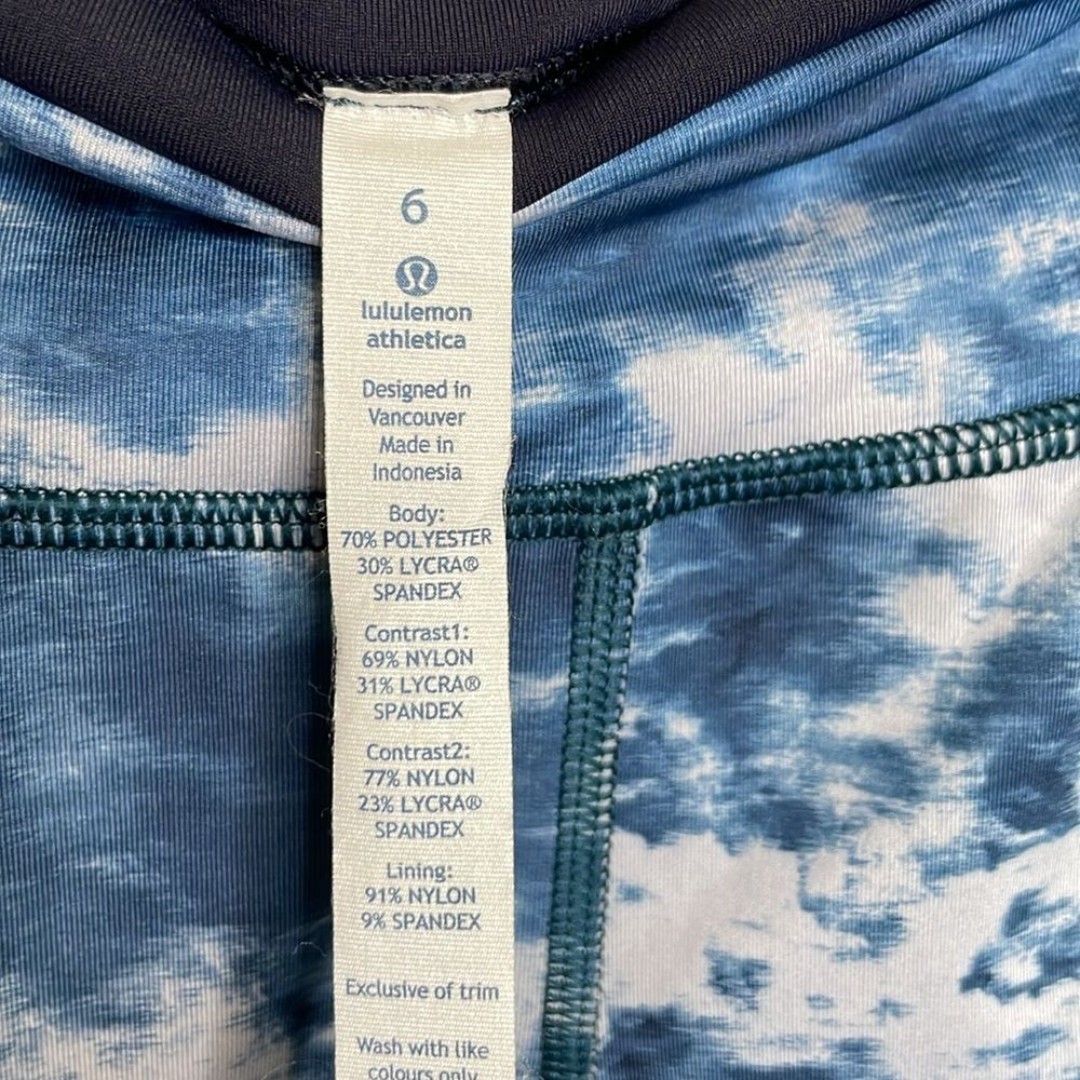 6
lululemon
athletica
Designed in
Vancouver
Made in
Indonesia
Body:
70% POLYESTER
30% LYCRA®
SPANDEX
Contrast1:
69% NYLON
31% LYCRA®
SPANDEX
Contrast2:
77% NYLON
23% LYCRA®
SPANDEX
Lining:
91% NYLON
9% SPANDEX
Exclusive of trim
Wash with like
colours only